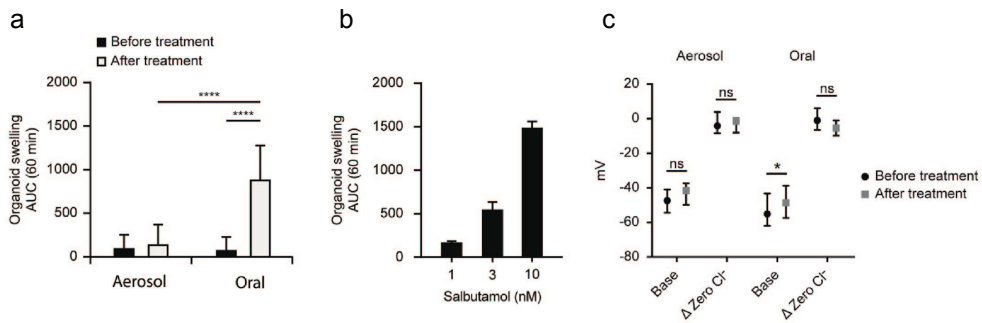 a
Before treatment
After treatment
Organoid swelling
AUC (60 min)
2000
1500
1000
500
0
****
****
Aerosol
Oral
b
Organoid swelling
AUC (60 min)
2000
1500
1000
500
0
1 3 10
Salbutamol (nM)
c
Aerosol Oral
mV
20
0
-20
-40
-60
-80
ns
ns
*
ns
Base
Δ Zero Cl⁻
Base
Δ Zero Cl⁻
Before treatment
After treatment